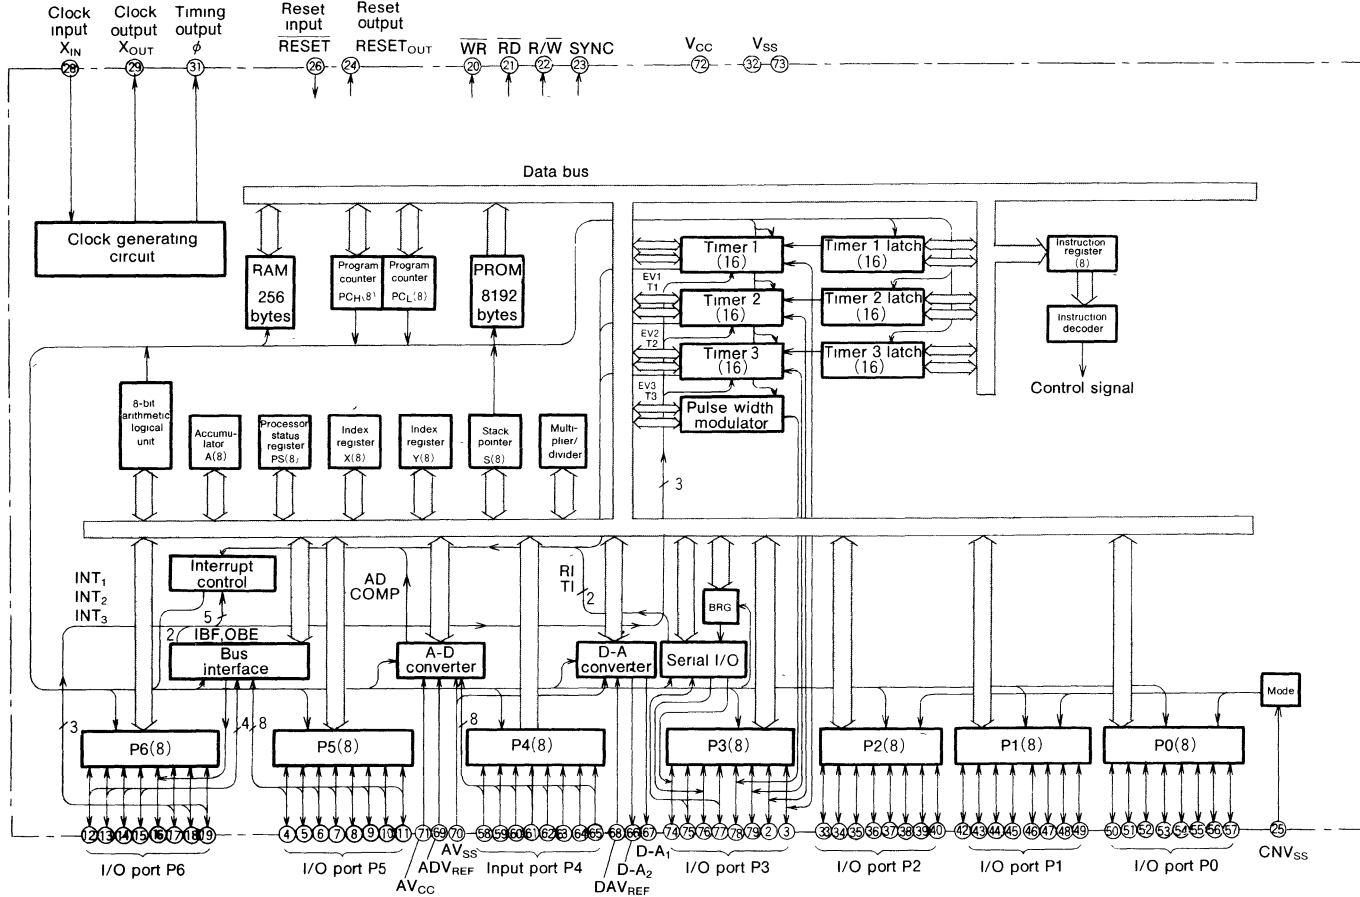 Clock
input
XIN
Clock
output
XOUT
Timing
output
φ
Reset
input
RESET
Reset
output
RESETOUT
WR
RD
R/W
SYNC
VCC
VSS
28
29
31
26
24
20
21
22
23
72
32
73
Data bus
Clock generating
circuit
RAM
256
bytes
Program
counter
PCH(8)
Program
counter
PCL(8)
PROM
8192
bytes
Timer 1
(16)
Timer 1 latch
(16)
EV1
T1
Timer 2
(16)
Timer 2 latch
(16)
EV2
T2
Timer 3
(16)
Timer 3 latch
(16)
EV3
T3
Pulse width
modulator
Instruction
register
(8)
Instruction
decoder
Control signal
3
8-bit
arithmetic
logical
unit
Accumu-
lator
A(8)
Processor
status
register
PS(8)
Index
register
X(8)
Index
register
Y(8)
Stack
pointer
S(8)
Multi-
plier/
divider
INT1
INT2
INT3
Interrupt
control
5
2
IBF,OBE
Bus
interface
AD
COMP
A-D
converter
RI
TI
2
D-A
converter
BRG
Serial I/O
Mode
3
4
8
8
P6(8)
P5(8)
P4(8)
P3(8)
P2(8)
P1(8)
P0(8)
12 13 14 15 16 17 18 19
4 5 6 7 8 9 10 11
71 69 70
58 59 60 61 62 63 64 65
68 66 67
74 75 76 77 78 79 2 3
33 34 35 36 37 38 39 40
42 43 44 45 46 47 48 49
50 51 52 53 54 55 56 57
25
I/O port P6
I/O port P5
AVCC
ADVREF
AVSS
Input port P4
DAVREF
D-A2
D-A1
I/O port P3
I/O port P2
I/O port P1
I/O port P0
CNVSS